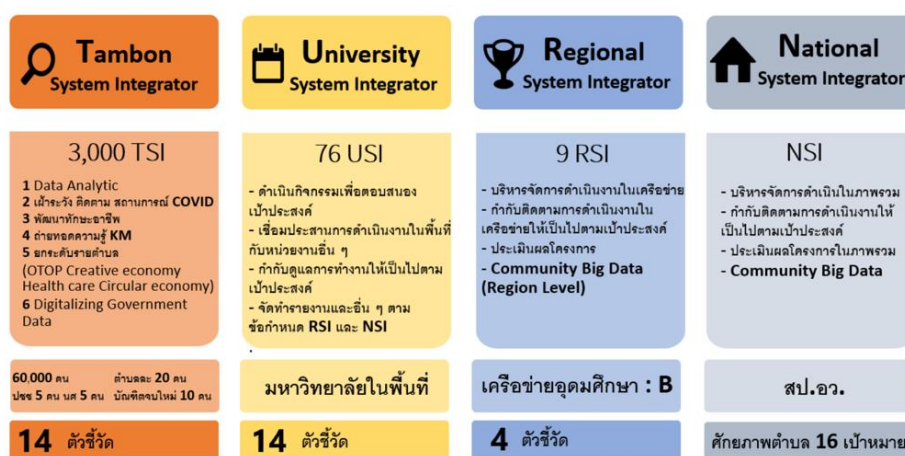 Tambon
System Integrator
University
System Integrator
Regional
System Integrator
National
System Integrator
3,000 TSI
1 Data Analytic
2 เฝ้าระวัง ติดตาม สถานการณ์ COVID
3 พัฒนาทักษะอาชีพ
4 ถ่ายทอดความรู้ KM
5 ยกระดับรายตำบล
(OTOP Creative economy
Health care Circular economy)
6 Digitalizing Government
Data
76 USI
- ดำเนินกิจกรรมเพื่อตอบสนอง
เป้าประสงค์
- เชื่อมประสานการดำเนินงานในพื้นที่
กับหน่วยงานอื่น ๆ
- กำกับดูแลการทำงานให้เป็นไปตาม
เป้าประสงค์
- จัดทำรายงานและอื่น ๆ ตาม
ข้อกำหนด RSI และ NSI
9 RSI
- บริหารจัดการดำเนินงานในเครือข่าย
- กำกับติดตามการดำเนินงานใน
เครือข่ายให้เป็นไปตามเป้าประสงค์
- ประเมินผลโครงการ
- Community Big Data
(Region Level)
NSI
- บริหารจัดการดำเนินในภาพรวม
- กำกับติดตามการดำเนินงานให้
เป็นไปตามเป้าประสงค์
- ประเมินผลโครงการในภาพรวม
- Community Big Data
60,000 คน ตำบลละ 20 คน
ปชช 5 คน นศ 5 คน บัณฑิตจบใหม่ 10 คน
มหาวิทยาลัยในพื้นที่
เครือข่ายอุดมศึกษา : B
สป.อว.
14 ตัวชี้วัด
14 ตัวชี้วัด
4 ตัวชี้วัด
ศักยภาพตำบล 16 เป้าหมาย